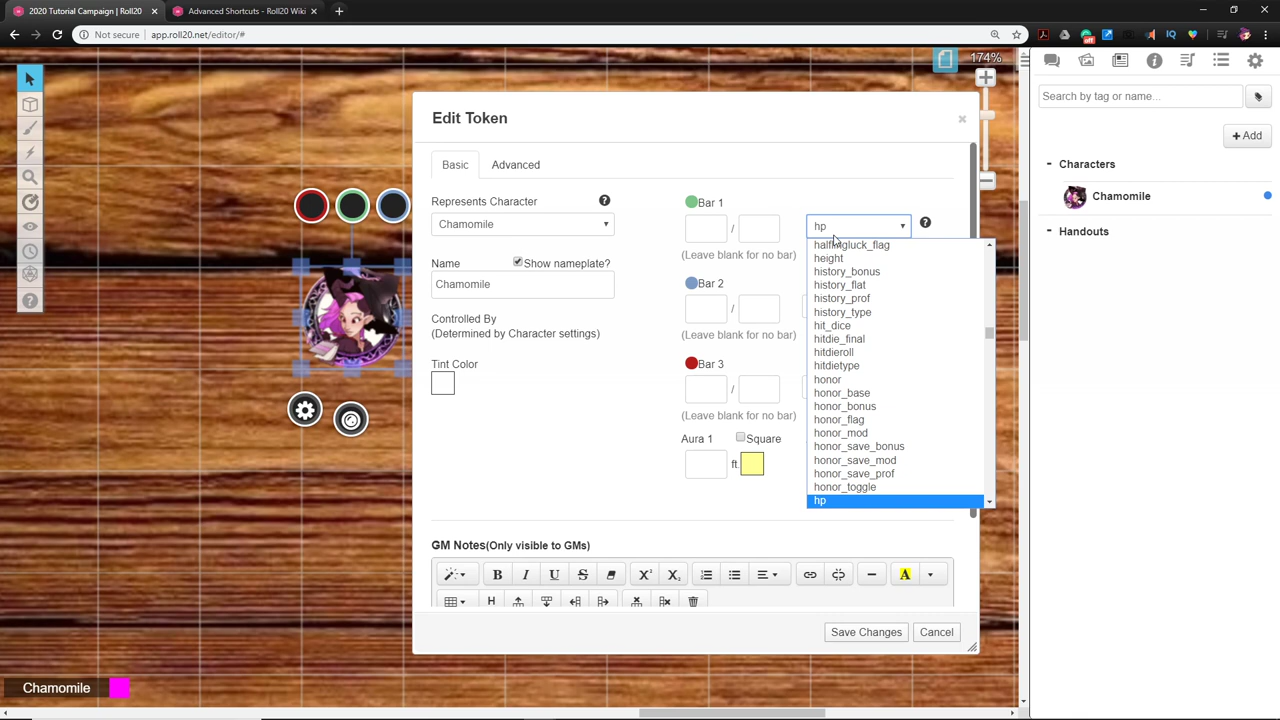 2020 Tutorial Campaign | Roll20
Advanced Shortcuts - Roll20 Wiki
Not secure
app.roll20.net/editor/#
off
174%
Edit Token
Basic
Advanced
Represents Character
Chamomile
Name
Show nameplate?
Chamomile
Controlled By
(Determined by Character settings)
Tint Color
Bar 1
/
(Leave blank for no bar)
Bar 2
/
(Leave blank for no bar)
Bar 3
/
(Leave blank for no bar)
Aura 1
Square
ft.
hp
halflingluck_flag
height
history_bonus
history_flat
history_prof
history_type
hit_dice
hitdie_final
hitdieroll
hitdietype
honor
honor_base
honor_bonus
honor_flag
honor_mod
honor_save_bonus
honor_save_mod
honor_save_prof
honor_toggle
hp
GM Notes(Only visible to GMs)
B I U S X² X₂ A
H
Save Changes
Cancel
Search by tag or name...
+ Add
- Characters
Chamomile
- Handouts
Chamomile